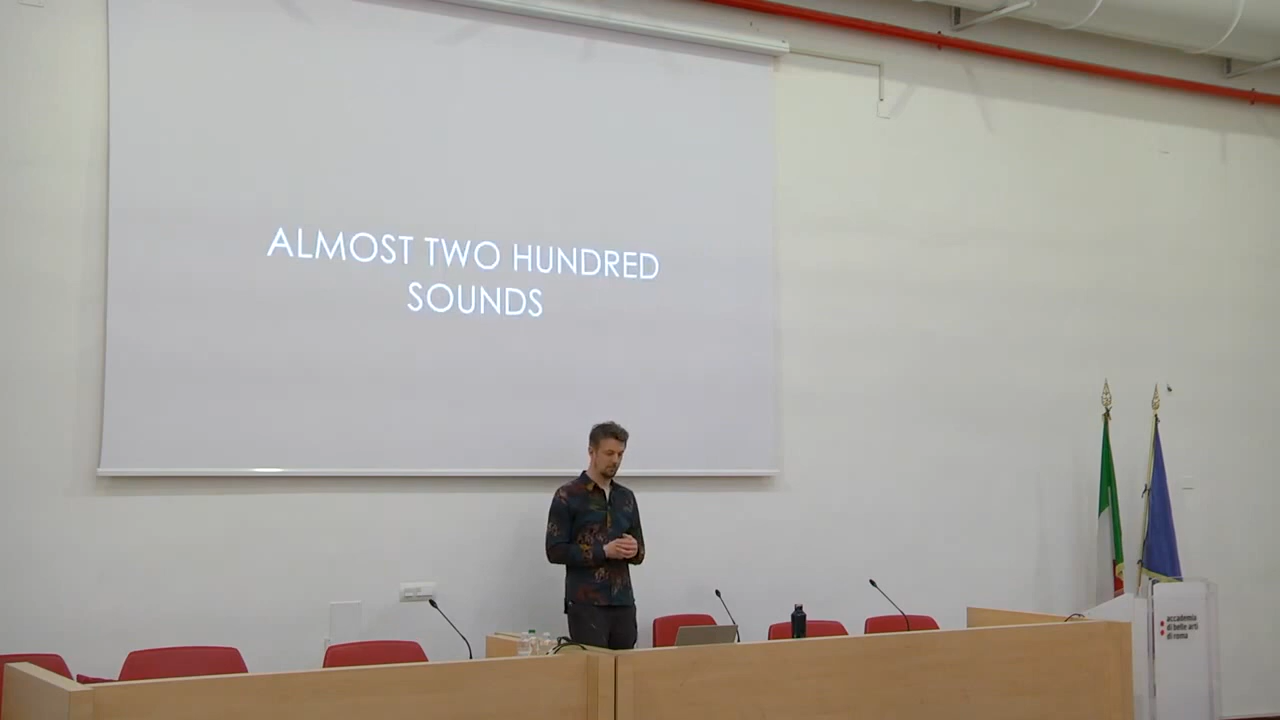 ALMOST TWO HUNDRED
SOUNDS
accademia
di belle arti
di roma